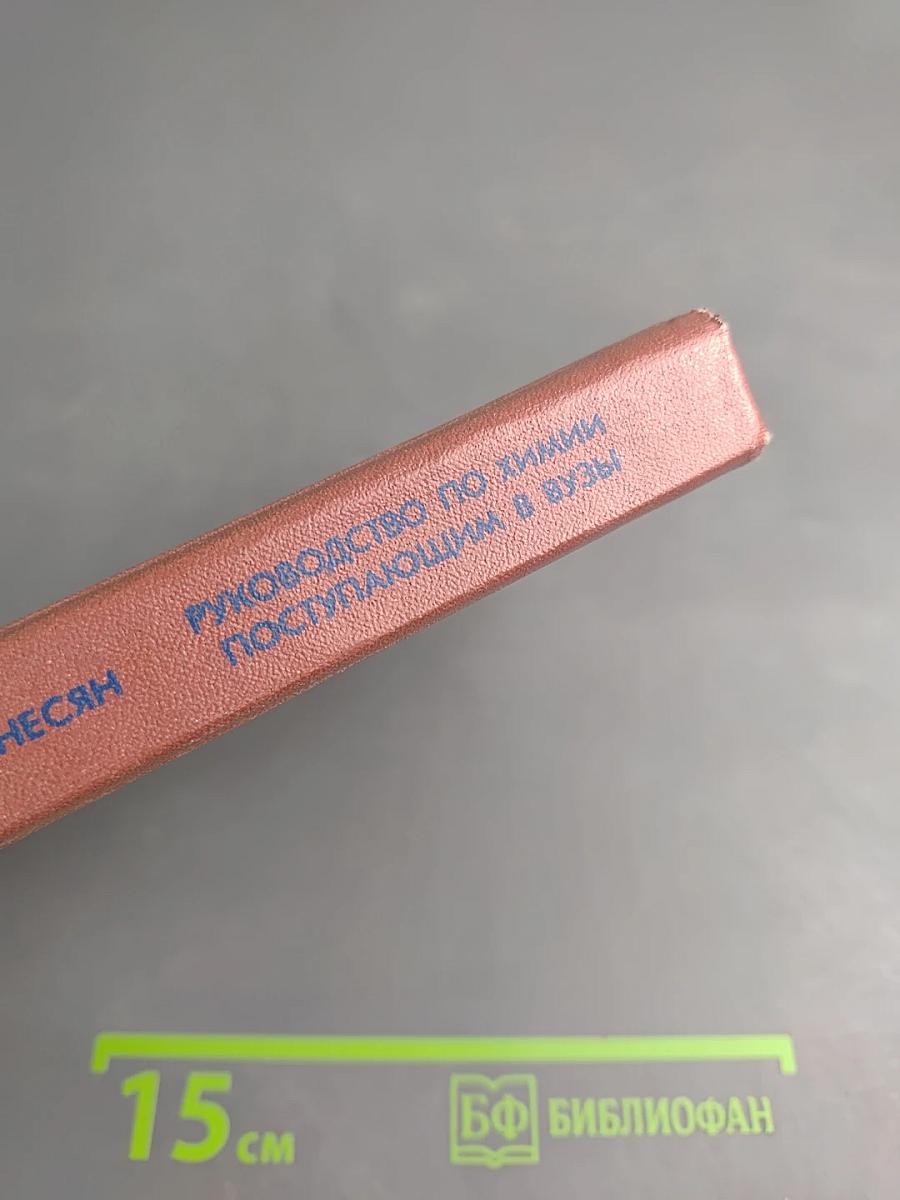 НЕСЯН
РУКОВОДСТВО ПО ХИМИИ
ПОСТУПАЮЩИМ В ВУЗЫ
15 см
БФ БИБЛИОФАН